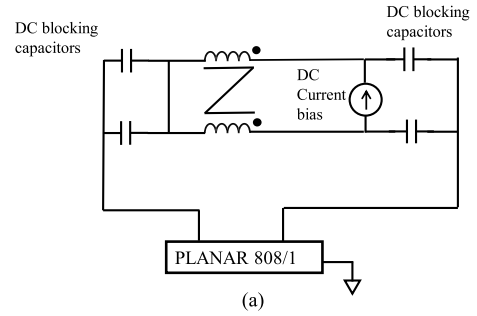 DC blocking
capacitors
DC blocking
capacitors
DC
Current
bias
PLANAR 808/1
(a)